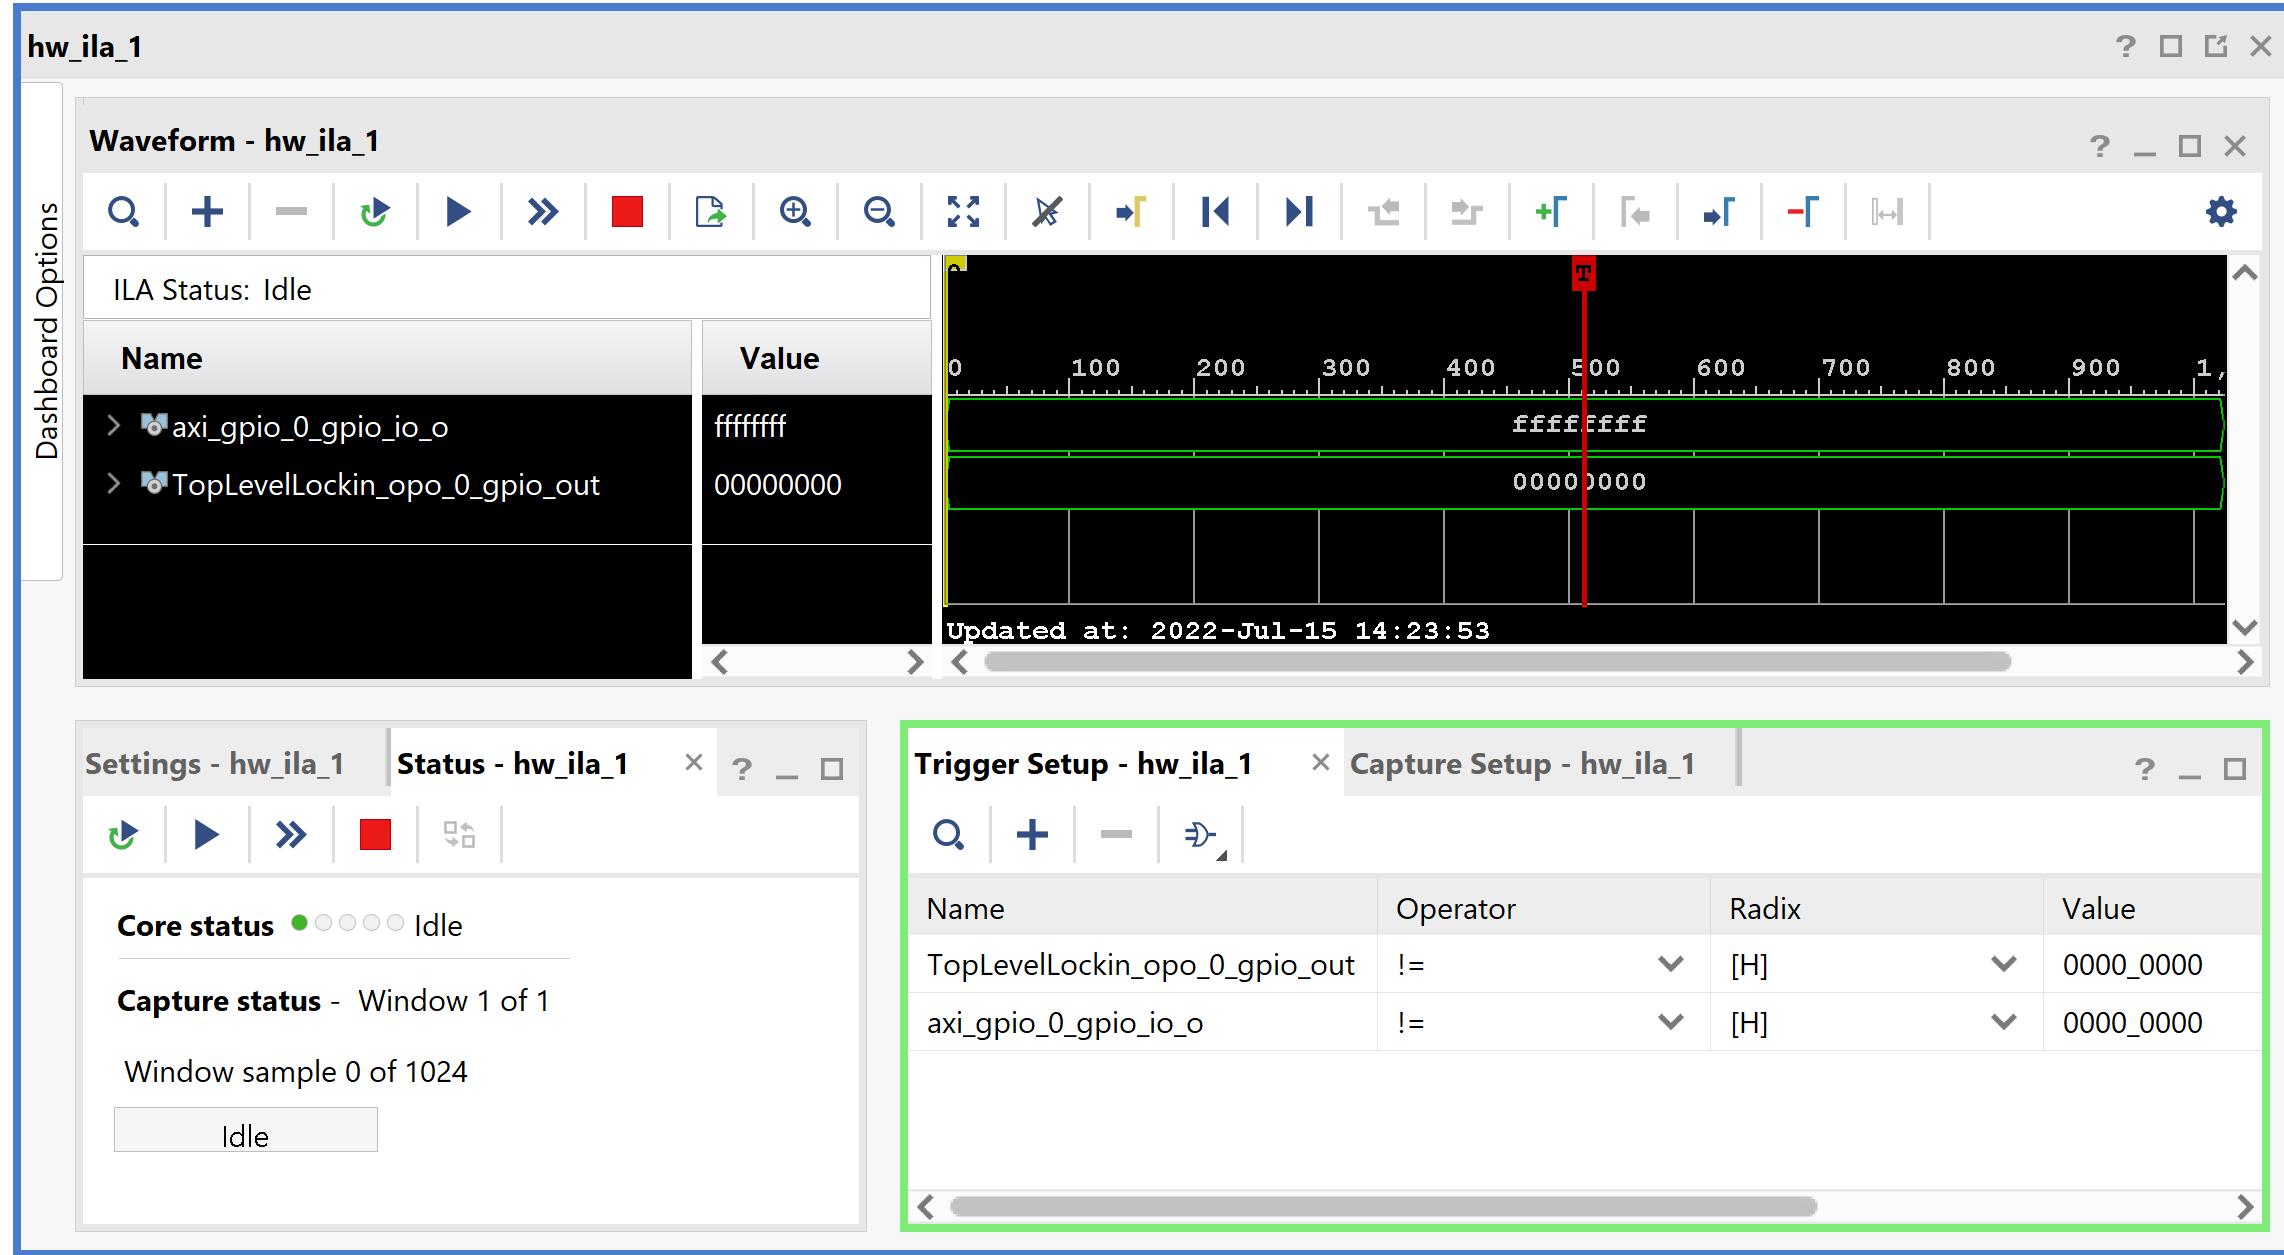 hw_ila_1
Dashboard Options
Waveform - hw_ila_1
ILA Status: Idle
Name Value
0 100 200 300 400 500 600 700 800 900 1,
T
axi_gpio_0_gpio_io_o ffffffff ffffffff
TopLevelLockin_opo_0_gpio_out 00000000 00000000
Updated at: 2022-Jul-15 14:23:53
Settings - hw_ila_1 Status - hw_ila_1
Core status Idle
Capture status - Window 1 of 1
Window sample 0 of 1024
Idle
Trigger Setup - hw_ila_1 Capture Setup - hw_ila_1
Name Operator Radix Value
TopLevelLockin_opo_0_gpio_out != [H] 0000_0000
axi_gpio_0_gpio_io_o != [H] 0000_0000